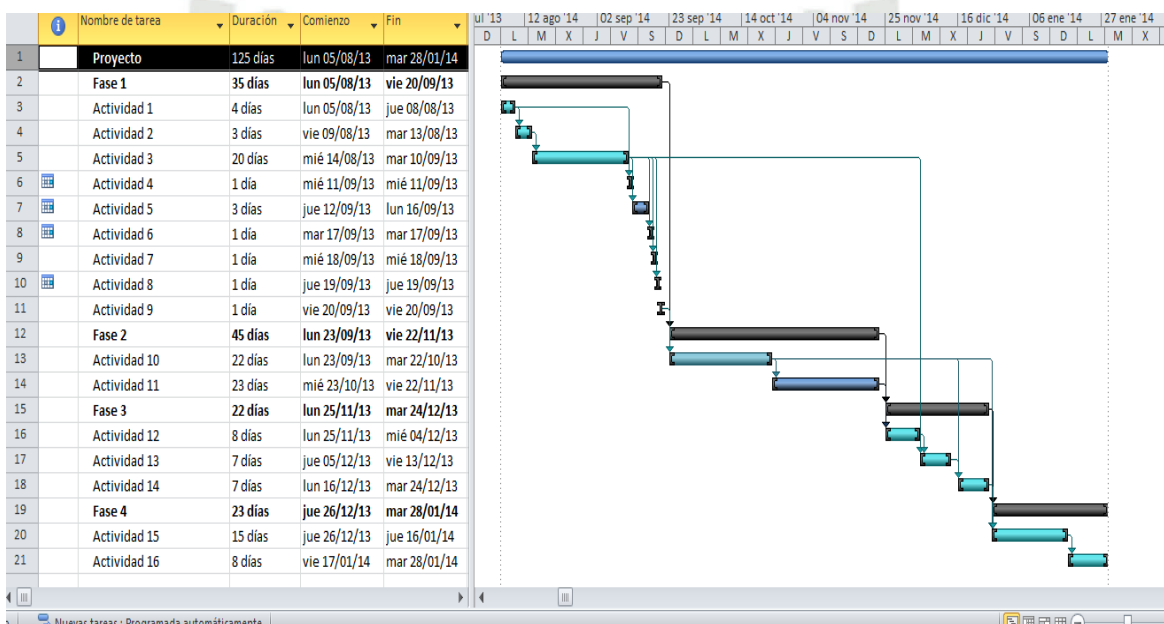 Nombre de tarea Duración Comienzo Fin ul '13 12 ago '14 02 sep '14 23 sep '14 14 oct '14 04 nov '14 25 nov '14 16 dic '14 06 ene '14 27 ene '14
D L M X J V S D L M X J V S D L M X J V S D L M X
1 Proyecto 125 días lun 05/08/13 mar 28/01/14
2 Fase 1 35 días lun 05/08/13 vie 20/09/13
3 Actividad 1 4 días lun 05/08/13 jue 08/08/13
4 Actividad 2 3 días vie 09/08/13 mar 13/08/13
5 Actividad 3 20 días mié 14/08/13 mar 10/09/13
6 Actividad 4 1 día mié 11/09/13 mié 11/09/13
7 Actividad 5 3 días jue 12/09/13 lun 16/09/13
8 Actividad 6 1 día mar 17/09/13 mar 17/09/13
9 Actividad 7 1 día mié 18/09/13 mié 18/09/13
10 Actividad 8 1 día jue 19/09/13 jue 19/09/13
11 Actividad 9 1 día vie 20/09/13 vie 20/09/13
12 Fase 2 45 días lun 23/09/13 vie 22/11/13
13 Actividad 10 22 días lun 23/09/13 mar 22/10/13
14 Actividad 11 23 días mié 23/10/13 vie 22/11/13
15 Fase 3 22 días lun 25/11/13 mar 24/12/13
16 Actividad 12 8 días lun 25/11/13 mié 04/12/13
17 Actividad 13 7 días jue 05/12/13 vie 13/12/13
18 Actividad 14 7 días lun 16/12/13 mar 24/12/13
19 Fase 4 23 días jue 26/12/13 mar 28/01/14
20 Actividad 15 15 días jue 26/12/13 jue 16/01/14
21 Actividad 16 8 días vie 17/01/14 mar 28/01/14
Nuevas tareas : Programada automáticamente